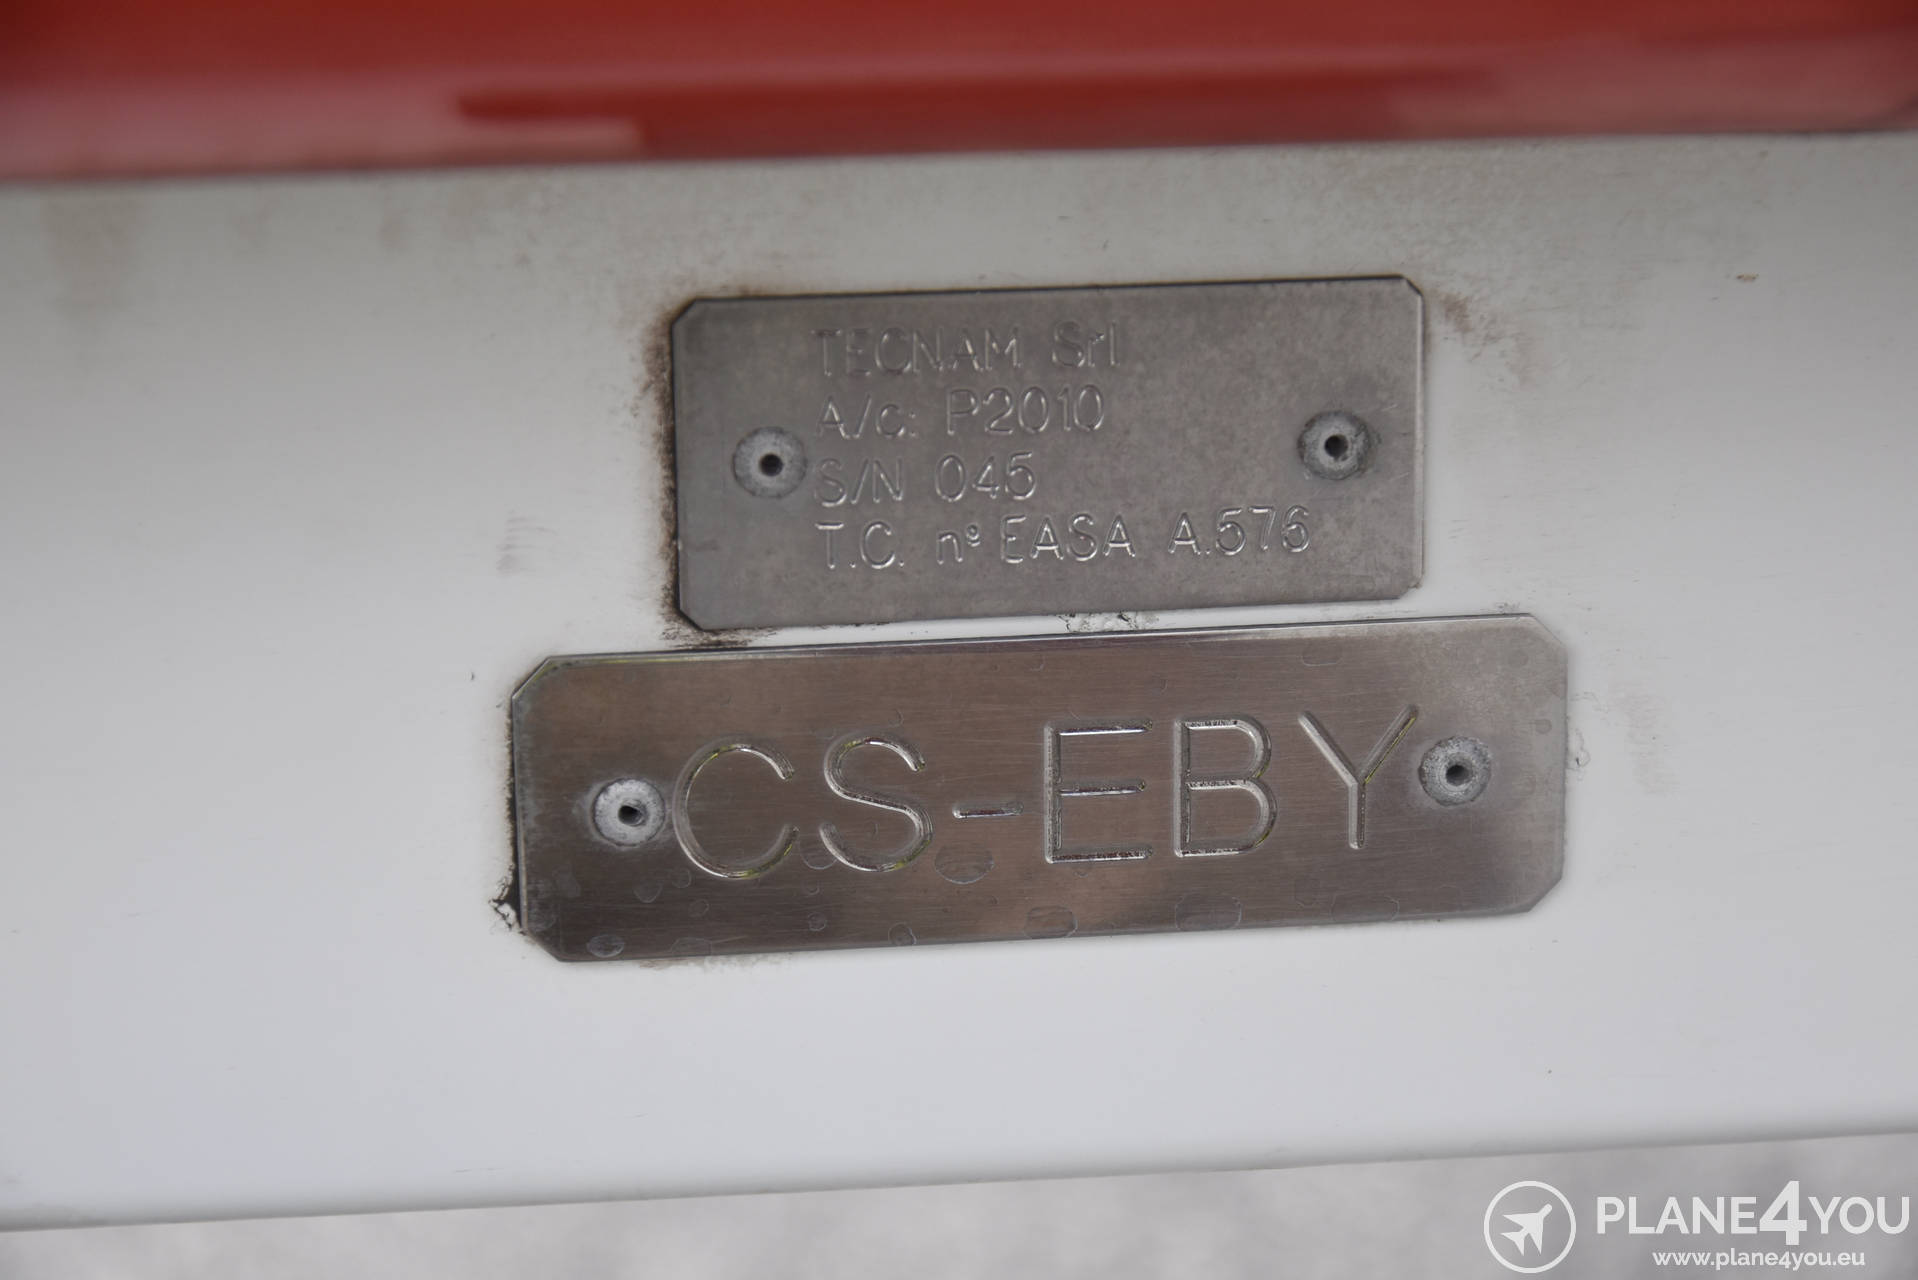 TECNAM Srl
A/c: P2010
S/N 045
T.C. nº EASA A.576
CS-EBY
PLANE4YOU
www.plane4you.eu